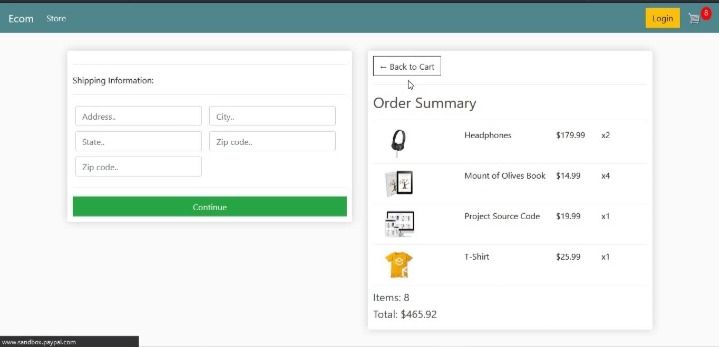 Ecom Store Login 8
Shipping Information:
Address.. City..
State.. Zip code..
Zip code..
Continue
← Back to Cart
Order Summary
Headphones $179.99 x2
Mount of Olives Book $14.99 x4
Project Source Code $19.99 x1
T-Shirt $25.99 x1
Items: 8
Total: $465.92
www.sandbox.paypal.com